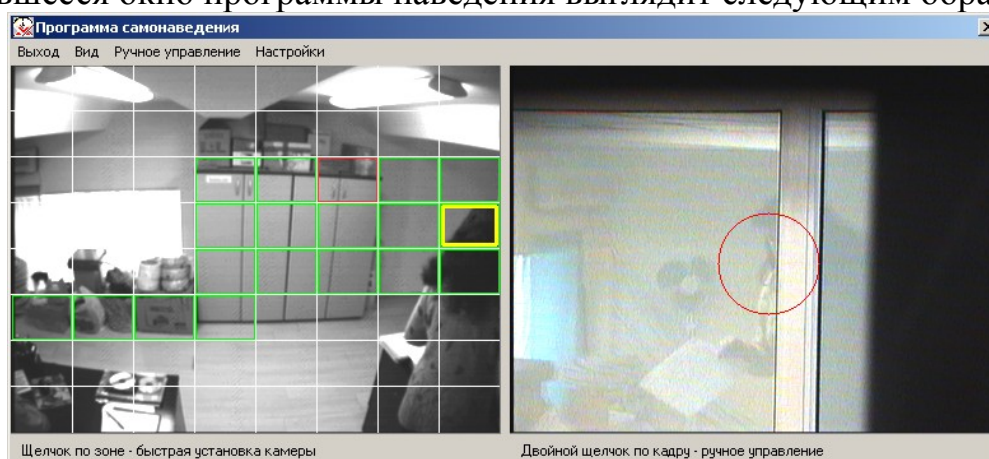 вшееся окно программы наведения выглядит следующим обра
Программа самонаведения
Выход Вид Ручное управление Настройки
Щелчок по зоне - быстрая установка камеры
Двойной щелчок по кадру - ручное управление